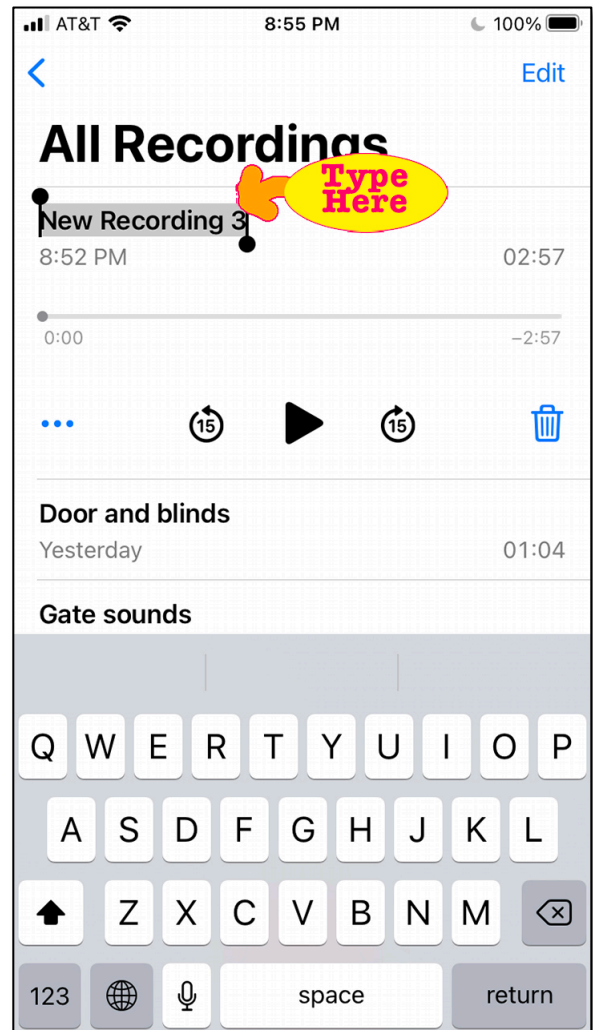 AT&T 8:55 PM 100%
Edit
All Recordings
Type
Here
New Recording 3
8:52 PM 02:57
0:00 −2:57
15 15
Door and blinds
Yesterday 01:04
Gate sounds
Q W E R T Y U I O P
A S D F G H J K L
Z X C V B N M
123 space return